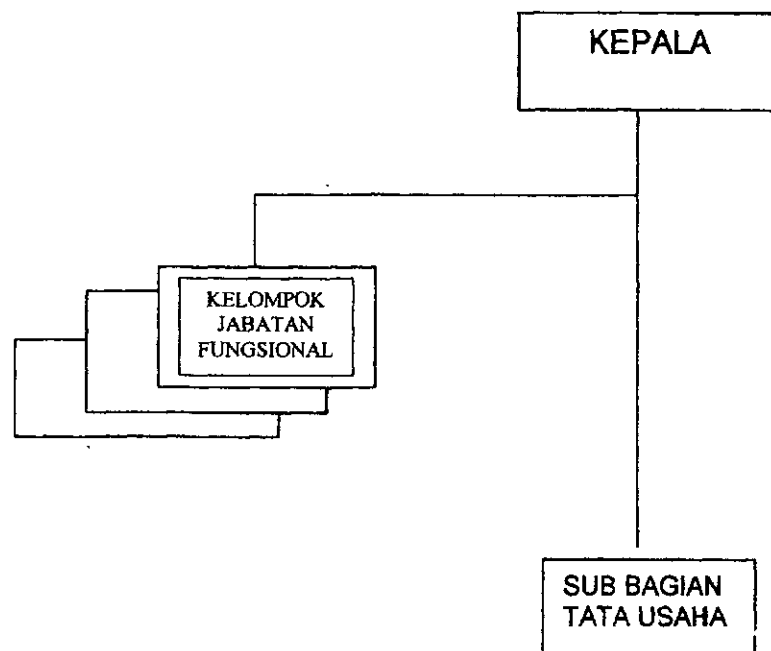 KEPALA
KELOMPOK
JABATAN
FUNGSIONAL
SUB BAGIAN
TATA USAHA